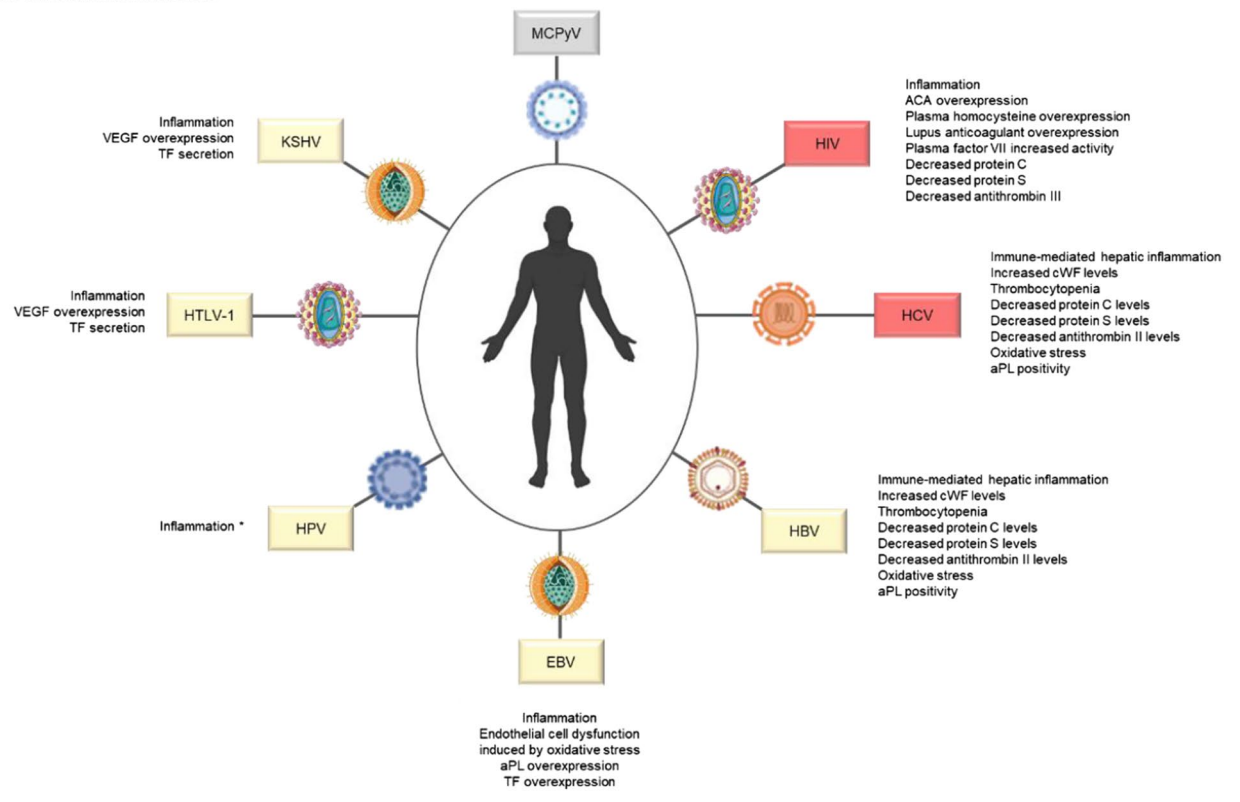 MCPyV
Inflammation
ACA overexpression
Plasma homocysteine overexpression
Lupus anticoagulant overexpression
Plasma factor VII increased activity
Decreased protein C
Decreased protein S
Decreased antithrombin III
HIV
Inflammation
VEGF overexpression
TF secretion
KSHV
Immune-mediated hepatic inflammation
Increased cWF levels
Thrombocytopenia
Decreased protein C levels
Decreased protein S levels
Decreased antithrombin II levels
Oxidative stress
aPL positivity
HCV
Inflammation
VEGF overexpression
TF secretion
HTLV-1
Immune-mediated hepatic inflammation
Increased cWF levels
Thrombocytopenia
Decreased protein C levels
Decreased protein S levels
Decreased antithrombin II levels
Oxidative stress
aPL positivity
HBV
Inflammation *
HPV
EBV
Inflammation
Endothelial cell dysfunction
induced by oxidative stress
aPL overexpression
TF overexpression